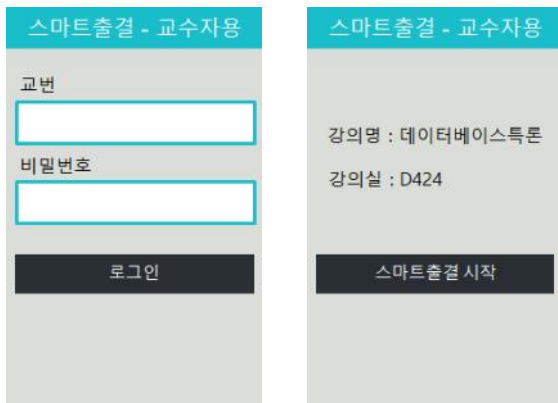 스마트출결 - 교수자용
교번
비밀번호
로그인
스마트출결 - 교수자용
강의명 : 데이터베이스특론
강의실 : D424
스마트출결 시작